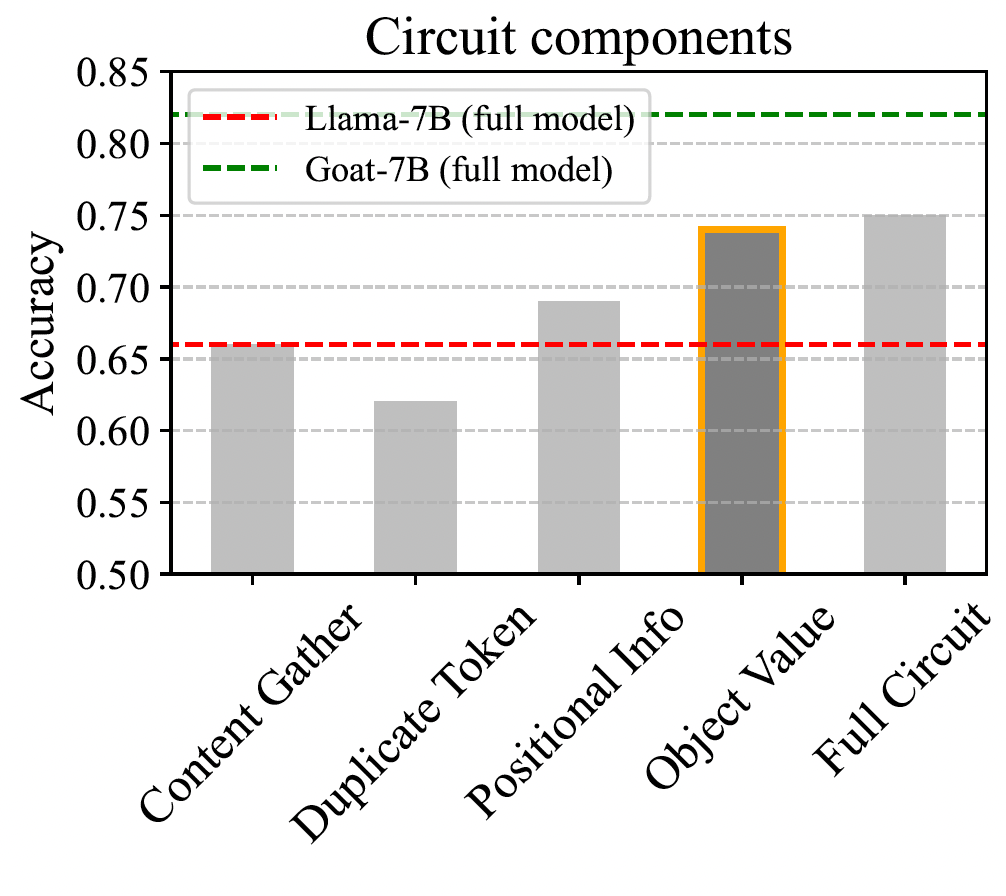 Circuit components
0.85
0.80
0.75
0.70
0.65
0.60
0.55
0.50
Accuracy
Llama-7B (full model)
Goat-7B (full model)
Content Gather
Duplicate Token
Positional Info
Object Value
Full Circuit